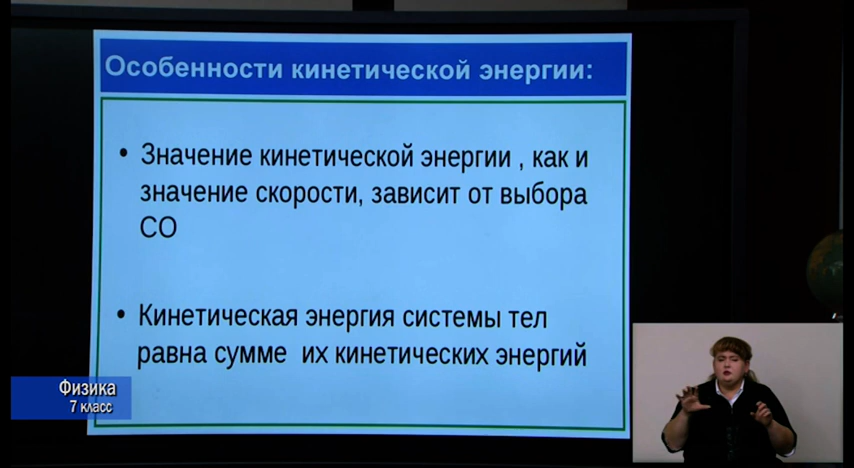 Особенности кинетической энергии:
• Значение кинетической энергии , как и
значение скорости, зависит от выбора
СО
• Кинетическая энергия системы тел
равна сумме их кинетических энергий
Физика
7 класс